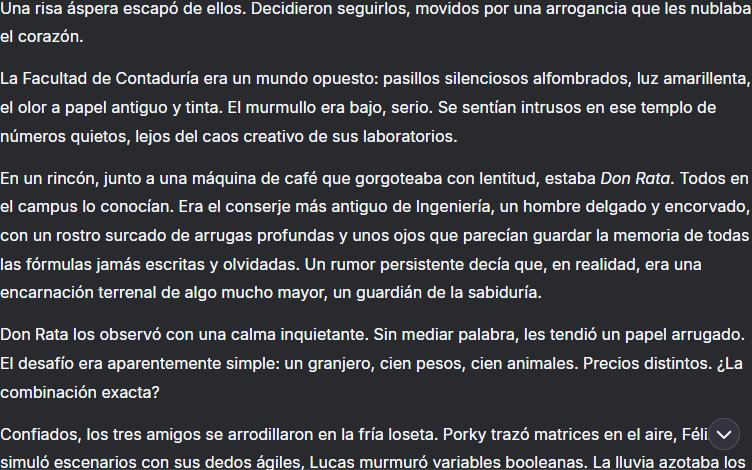 Una risa áspera escapó de ellos. Decidieron seguirlos, movidos por una arrogancia que les nublaba
el corazón.
La Facultad de Contaduría era un mundo opuesto: pasillos silenciosos alfombrados, luz amarillenta,
el olor a papel antiguo y tinta. El murmullo era bajo, serio. Se sentían intrusos en ese templo de
números quietos, lejos del caos creativo de sus laboratorios.
En un rincón, junto a una máquina de café que gorgoteaba con lentitud, estaba Don Rata. Todos en
el campus lo conocían. Era el conserje más antiguo de Ingeniería, un hombre delgado y encorvado,
con un rostro surcado de arrugas profundas y unos ojos que parecían guardar la memoria de todas
las fórmulas jamás escritas y olvidadas. Un rumor persistente decía que, en realidad, era una
encarnación terrenal de algo mucho mayor, un guardián de la sabiduría.
Don Rata los observó con una calma inquietante. Sin mediar palabra, les tendió un papel arrugado.
El desafío era aparentemente simple: un granjero, cien pesos, cien animales. Precios distintos. ¿La
combinación exacta?
Confiados, los tres amigos se arrodillaron en la fría loseta. Porky trazó matrices en el aire,
simuló escenarios con sus dedos ágiles, Lucas murmuró variables booleanas. La lluvia azotaba los